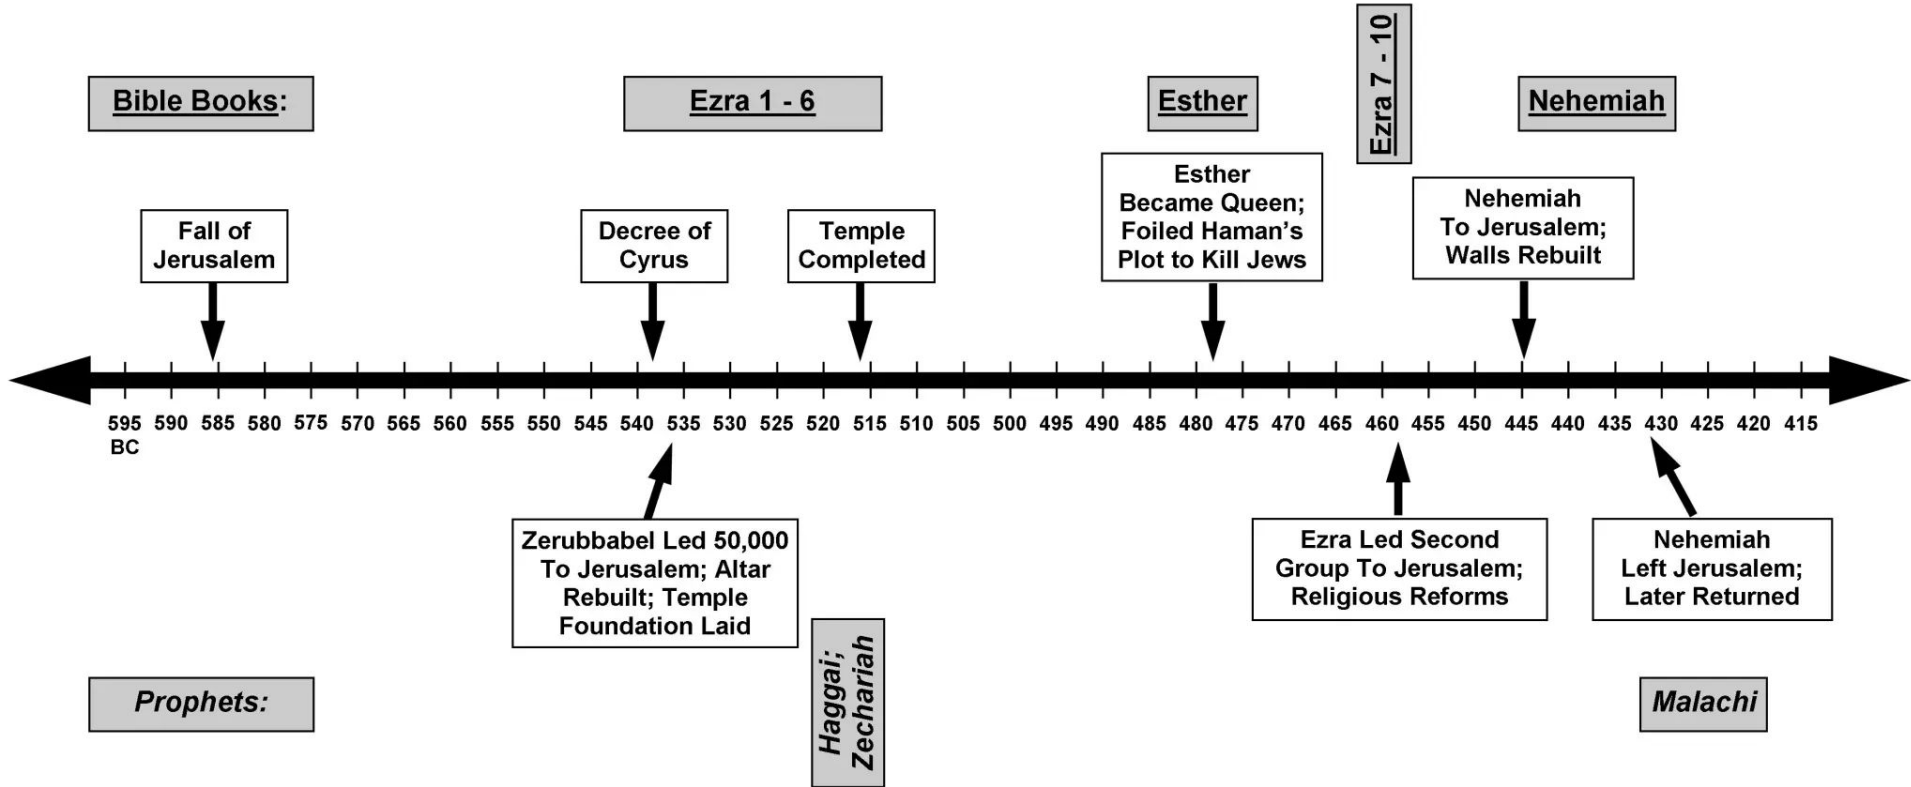 Bible Books:
Ezra 1 - 6
Esther
Ezra 7 - 10
Nehemiah
Fall of
Jerusalem
Decree of
Cyrus
Temple
Completed
Esther
Became Queen;
Foiled Haman's
Plot to Kill Jews
Nehemiah
To Jerusalem;
Walls Rebuilt
595 590 585 580 575 570 565 560 555 550 545 540 535 530 525 520 515 510 505 500 495 490 485 480 475 470 465 460 455 450 445 440 435 430 425 420 415
BC
Zerubbabel Led 50,000
To Jerusalem; Altar
Rebuilt; Temple
Foundation Laid
Ezra Led Second
Group To Jerusalem;
Religious Reforms
Nehemiah
Left Jerusalem;
Later Returned
Prophets:
Haggai;
Zechariah
Malachi